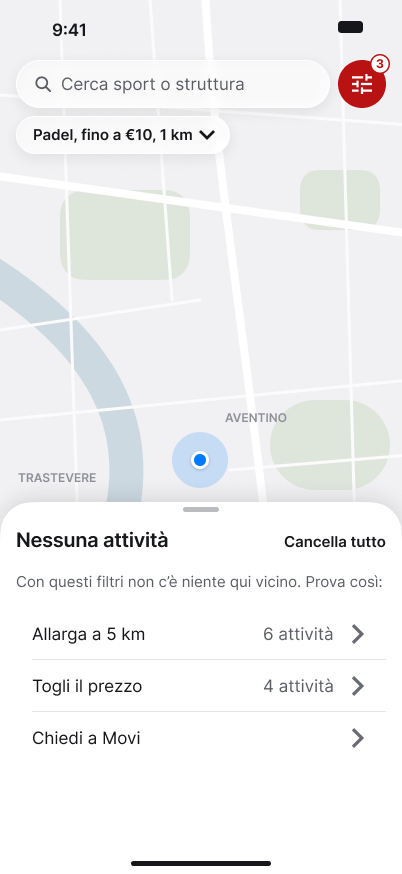 9:41
Cerca sport o struttura
3
Padel, fino a €10, 1 km
AVENTINO
TRASTEVERE
Nessuna attività
Cancella tutto
Con questi filtri non c’è niente qui vicino. Prova così:
Allarga a 5 km
6 attività
Togli il prezzo
4 attività
Chiedi a Movi